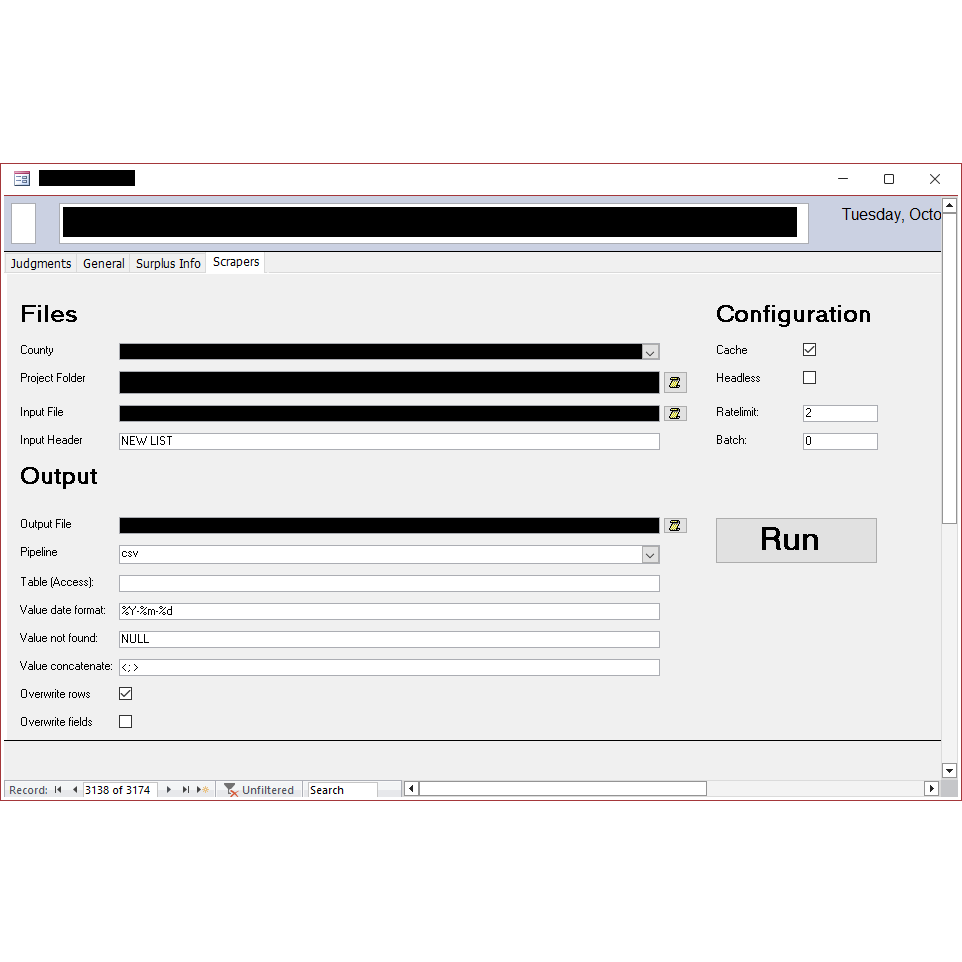 Tuesday, Octo
Judgments General Surplus Info Scrapers
Files
Configuration
County
Cache
Project Folder
Headless
Input File
Ratelimit: 2
Input Header NEW LIST
Batch: 0
Output
Output File
Run
Pipeline csv
Table (Access):
Value date format: %Y-%m-%d
Value not found: NULL
Value concatenate: <;>
Overwrite rows
Overwrite fields
Record: 3138 of 3174 Unfiltered Search